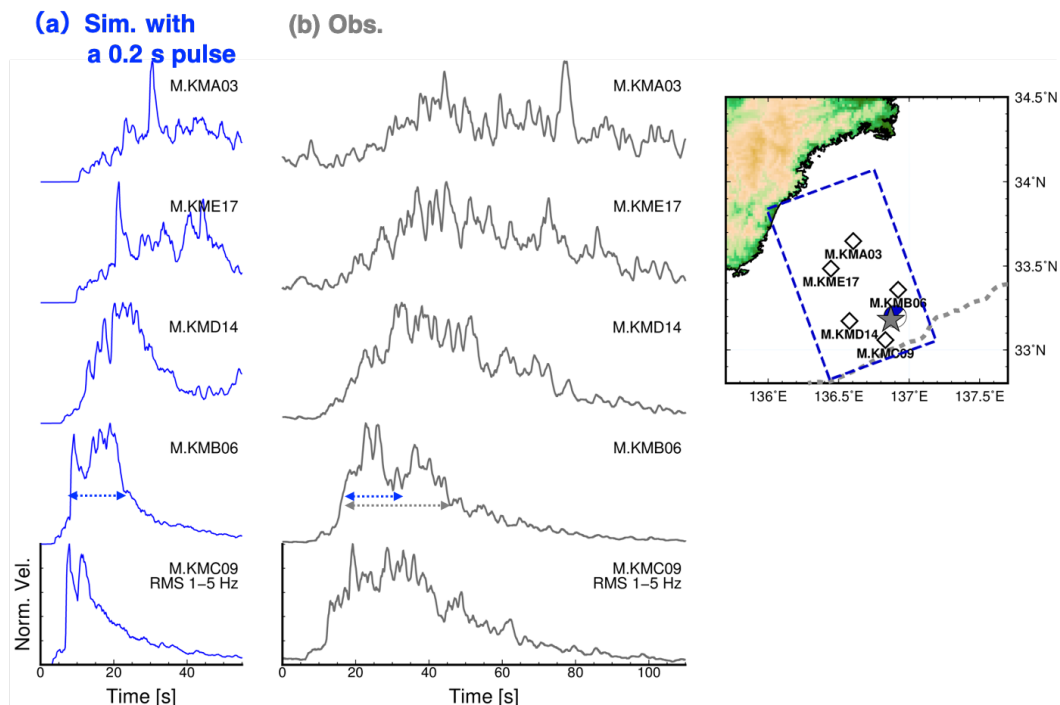 (a) Sim. with
a 0.2 s pulse
(b) Obs.
M.KMA03
M.KME17
M.KMD14
M.KMB06
M.KMC09
RMS 1−5 Hz
Norm. Vel.
0 20 40
Time [s]
M.KMA03
M.KME17
M.KMD14
M.KMB06
M.KMC09
RMS 1−5 Hz
0 20 40 60 80 100
Time [s]
34.5˚N
34˚N
33.5˚N
33˚N
M.KMA03
M.KME17
M.KMB06
M.KMD14
M.KMC09
136˚E 136.5˚E 137˚E 137.5˚E